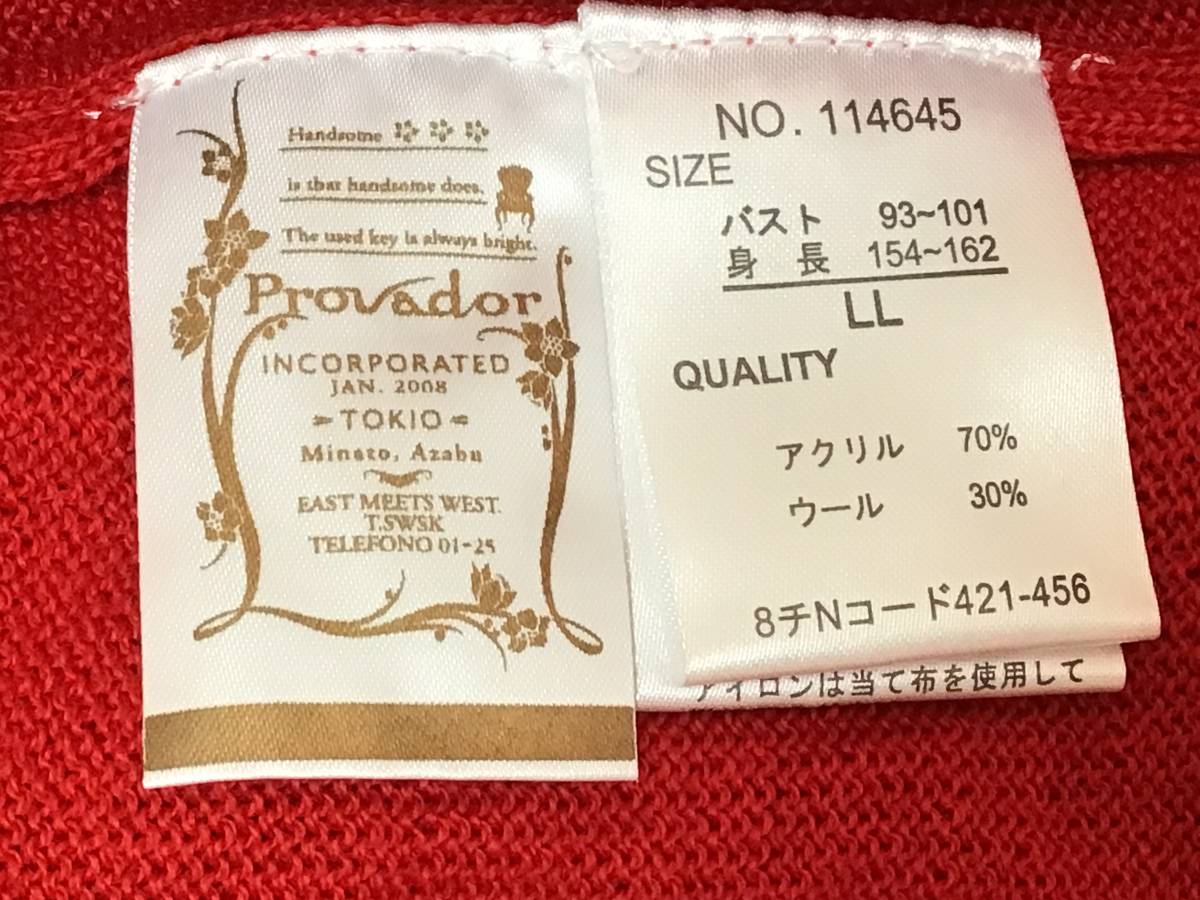 Handsome
is that handsome does.
The used key is always bright.
Provador
INCORPORATED
JAN. 2008
TOKIO
Minato, Azabu
EAST MEETS WEST.
T.SWSK
TELEFONO 01-25
NO. 114645
SIZE
バスト 93~101
身 長 154~162
LL
QUALITY
アクリル 70%
ウール 30%
8チNコード421-456
アイロンは当て布を使用して